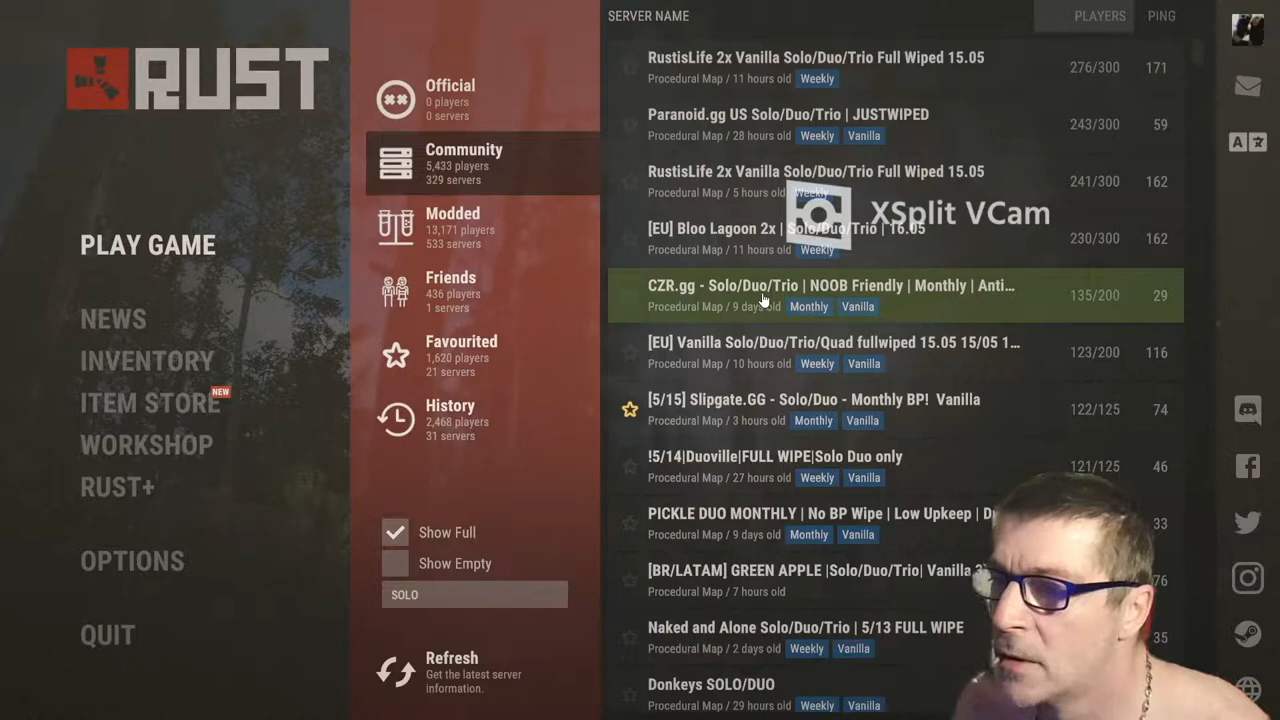 RUST
PLAY GAME
NEWS
INVENTORY
ITEM STORE
NEW
WORKSHOP
RUST+
OPTIONS
QUIT
Official
0 players
0 servers
Community
5,433 players
329 servers
Modded
13,171 players
533 servers
Friends
436 players
1 servers
Favourited
1,620 players
21 servers
History
2,468 players
31 servers
Show Full
Show Empty
SOLO
Refresh
Get the latest server
information.
SERVER NAME PLAYERS PING
RustisLife 2x Vanilla Solo/Duo/Trio Full Wiped 15.05
Procedural Map / 11 hours old Weekly
276/300 171
Paranoid.gg US Solo/Duo/Trio | JUSTWIPED
Procedural Map / 28 hours old Weekly Vanilla
243/300 59
RustisLife 2x Vanilla Solo/Duo/Trio Full Wiped 15.05
Procedural Map / 5 hours old Weekly
241/300 162
XSplit VCam
[EU] Bloo Lagoon 2x | Solo/Duo/Trio | 16.05
Procedural Map / 11 hours old Weekly
230/300 162
CZR.gg - Solo/Duo/Trio | NOOB Friendly | Monthly | Anti...
Procedural Map / 9 days old Monthly Vanilla
135/200 29
[EU] Vanilla Solo/Duo/Trio/Quad fullwiped 15.05 15/05 1...
Procedural Map / 10 hours old Weekly Vanilla
123/200 116
[5/15] Slipgate.GG - Solo/Duo - Monthly BP! Vanilla
Procedural Map / 3 hours old Monthly Vanilla
122/125 74
!5/14|Duoville|FULL WIPE|Solo Duo only
Procedural Map / 27 hours old Weekly Vanilla
121/125 46
PICKLE DUO MONTHLY | No BP Wipe | Low Upkeep |
Procedural Map / 9 days old Monthly Vanilla
33
[BR/LATAM] GREEN APPLE |Solo/Duo/Trio| Vanilla
Procedural Map / 7 hours old
76
Naked and Alone Solo/Duo/Trio | 5/13 FULL WIPE
Procedural Map / 2 days old Weekly Vanilla
35
Donkeys SOLO/DUO
Procedural Map / 29 hours old Weekly Vanilla